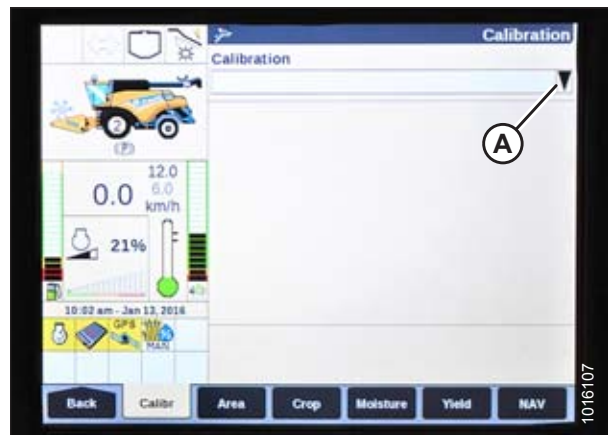 Calibration
Calibration
A
2
(P)
12.0
6.0
0.0
km/h
21%
10:02 am - Jan 13, 2016
GPS
MAN
Back
Calibr
Area
Crop
Moisture
Yield
NAV
1016107